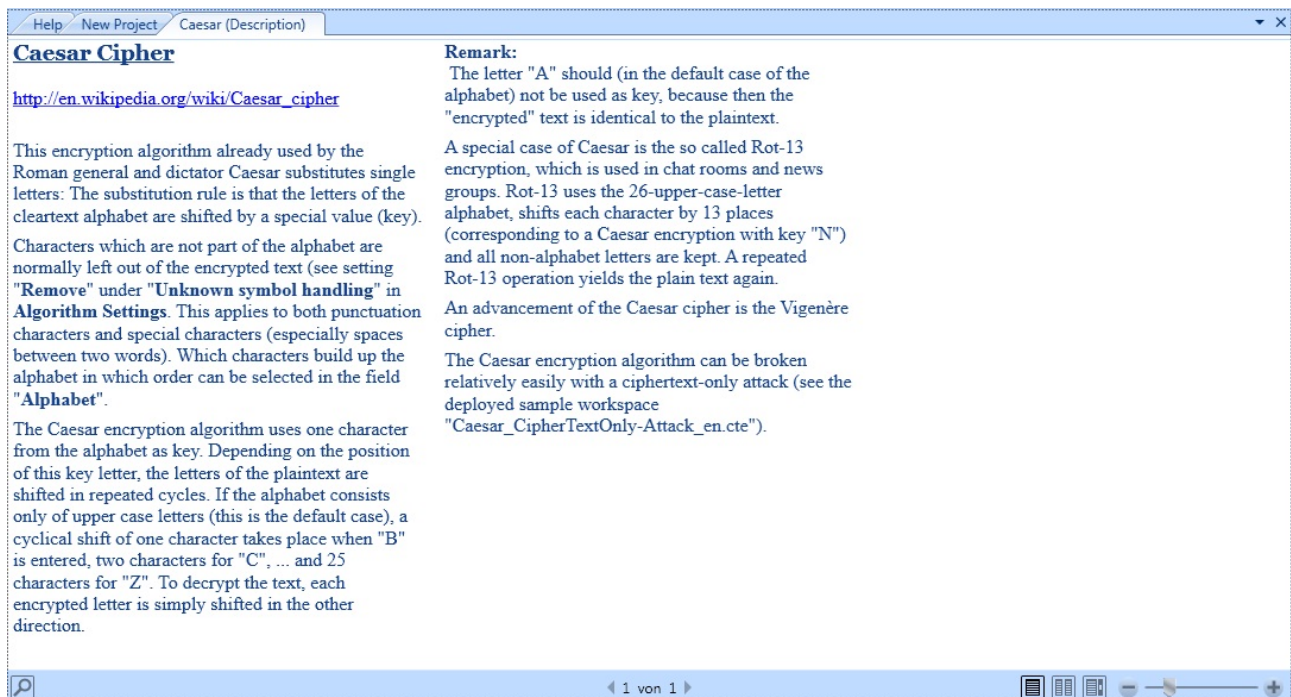 Help New Project Caesar (Description)
Caesar Cipher
http://en.wikipedia.org/wiki/Caesar_cipher
This encryption algorithm already used by the
Roman general and dictator Caesar substitutes single
letters: The substitution rule is that the letters of the
cleartext alphabet are shifted by a special value (key).
Characters which are not part of the alphabet are
normally left out of the encrypted text (see setting
"Remove" under "Unknown symbol handling" in
Algorithm Settings. This applies to both punctuation
characters and special characters (especially spaces
between two words). Which characters build up the
alphabet in which order can be selected in the field
"Alphabet".
The Caesar encryption algorithm uses one character
from the alphabet as key. Depending on the position
of this key letter, the letters of the plaintext are
shifted in repeated cycles. If the alphabet consists
only of upper case letters (this is the default case), a
cyclical shift of one character takes place when "B"
is entered, two characters for "C", ... and 25
characters for "Z". To decrypt the text, each
encrypted letter is simply shifted in the other
direction.
Remark:
The letter "A" should (in the default case of the
alphabet) not be used as key, because then the
"encrypted" text is identical to the plaintext.
A special case of Caesar is the so called Rot-13
encryption, which is used in chat rooms and news
groups. Rot-13 uses the 26-upper-case-letter
alphabet, shifts each character by 13 places
(corresponding to a Caesar encryption with key "N")
and all non-alphabet letters are kept. A repeated
Rot-13 operation yields the plain text again.
An advancement of the Caesar cipher is the Vigenère
cipher.
The Caesar encryption algorithm can be broken
relatively easily with a ciphertext-only attack (see the
deployed sample workspace
"Caesar_CipherTextOnly-Attack_en.cte").
1 von 1